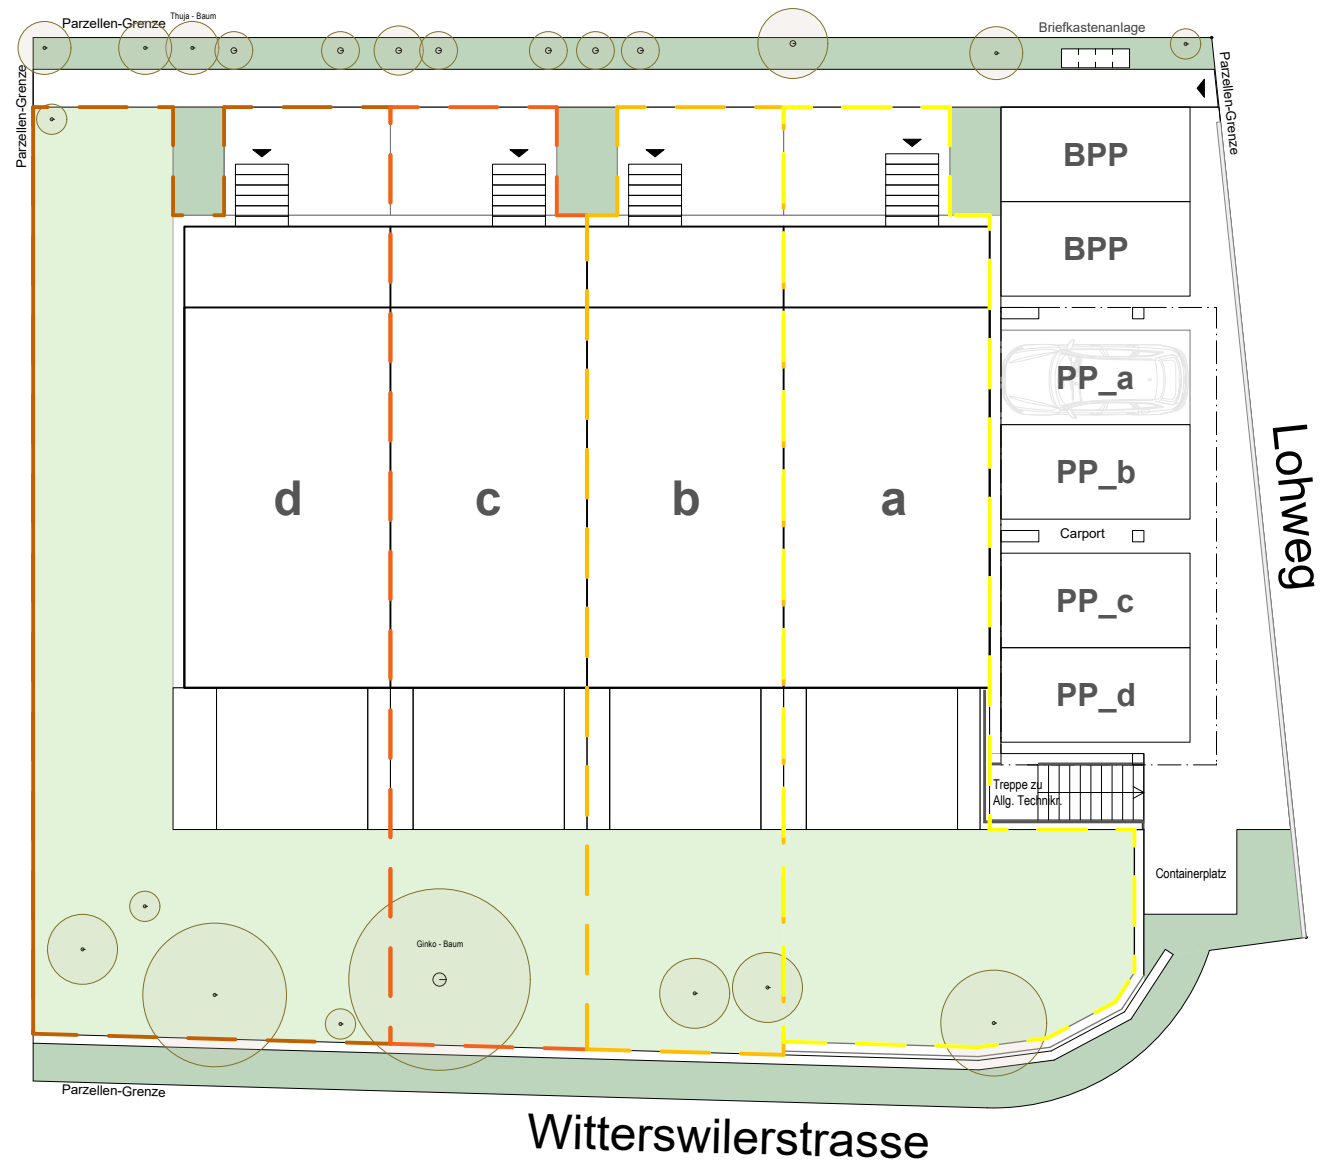 Thuja - Baum
Parzellen-Grenze
Briefkastenanlage
Parzellen-Grenze
Parzellen-Grenze
BPP
BPP
PP_a
PP_b
Carport
PP_c
PP_d
d
c
b
a
Lohweg
Treppe zu
Allg. Technikr.
Containerplatz
Ginko - Baum
Parzellen-Grenze
Witterswilerstrasse